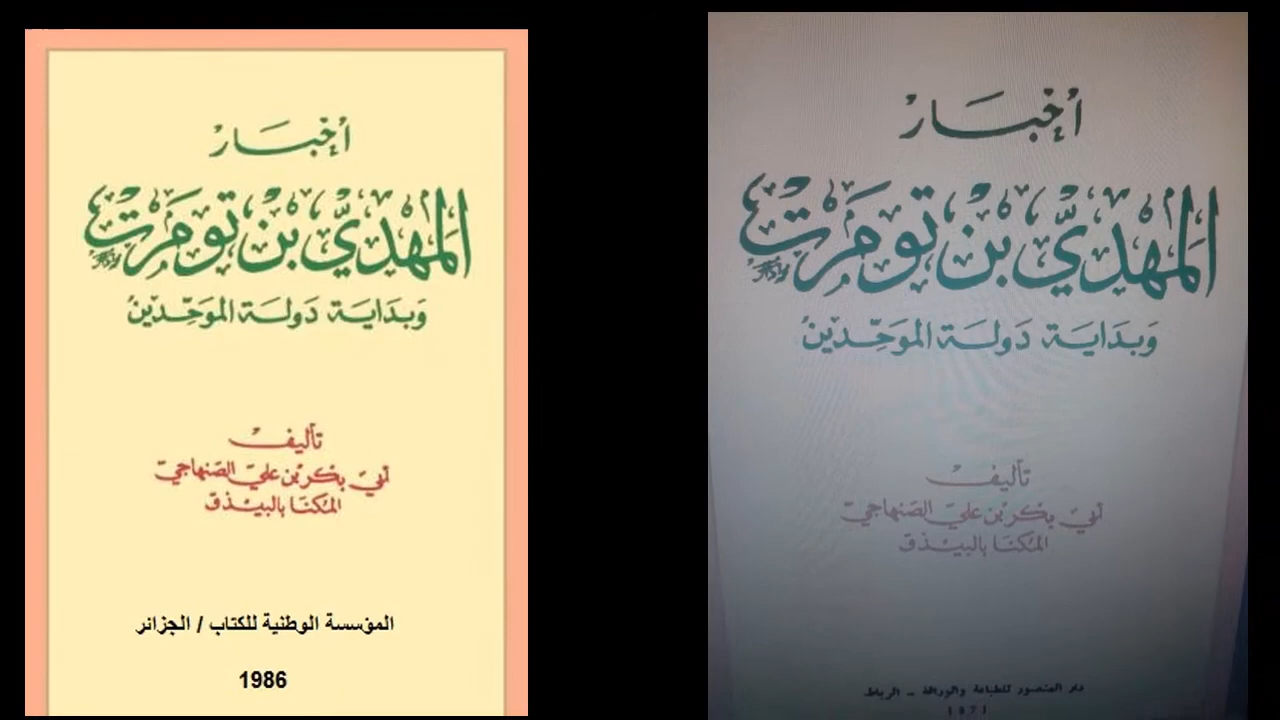 أخبار
المهدي بن تومرت
وبداية دولة الموحدين
تأليف
أبي بكر بن علي الصنهاجي
المكنا بالبيذق
المؤسسة الوطنية للكتاب / الجزائر
1986
أخبار
المهدي بن تومرت
وبداية دولة الموحدين
تأليف
أبي بكر بن علي الصنهاجي
المكنا بالبيذق
دار المنصور للطباعة والوراقة - الرباط
1971